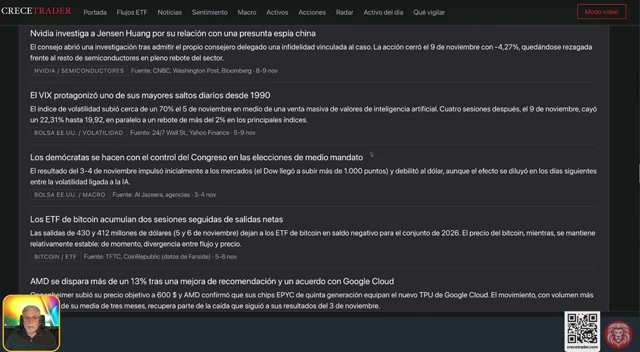 CRECETRADER
Portada Flujos ETF Noticias Sentimiento Macro Activos Acciones Radar Activo del día Qué vigilar
Modo vídeo
Nvidia investiga a Jensen Huang por su relación con una presunta espía china
El consejo abrió una investigación tras admitir el propio consejero delegado una infidelidad vinculada al caso. La acción cerró el 9 de noviembre con -4,27%, quedándose rezagada
frente al resto de semiconductores en pleno rebote del sector.
NVIDIA / SEMICONDUCTORES Fuente: CNBC, Washington Post, Bloomberg · 8-9 nov
El VIX protagonizó uno de sus mayores saltos diarios desde 1990
El índice de volatilidad subió cerca de un 70% el 5 de noviembre en medio de una venta masiva de valores de inteligencia artificial. Cuatro sesiones después, el 9 de noviembre, cayó
un 22,31% hasta 19,92, en paralelo a un rebote de más del 2% en los principales índices.
BOLSA EE.UU. / VOLATILIDAD Fuente: 24/7 Wall St., Yahoo Finance · 5-9 nov
Los demócratas se hacen con el control del Congreso en las elecciones de medio mandato
El resultado del 3-4 de noviembre impulsó inicialmente a los mercados (el Dow llegó a subir más de 1.000 puntos) y debilitó al dólar, aunque el efecto se diluyó en los días siguientes
entre la volatilidad ligada a la IA.
BOLSA EE.UU. / MACRO Fuente: Al Jazeera, agencias · 3-4 nov
Los ETF de bitcoin acumulan dos sesiones seguidas de salidas netas
Las salidas de 430 y 412 millones de dólares (5 y 6 de noviembre) dejan a los ETF de bitcoin en saldo negativo para el conjunto de 2026. El precio del bitcoin, mientras, se mantiene
relativamente estable: de momento, divergencia entre flujo y precio.
BITCOIN / ETF Fuente: TFTC, CoinRepublic (datos de Farside) · 5-6 nov
AMD se dispara más de un 13% tras una mejora de recomendación y un acuerdo con Google Cloud
subió su precio objetivo a 600 $ y AMD confirmó que sus chips EPYC de quinta generación equipan el nuevo TPU de Google Cloud. El movimiento, con volumen más
de su media de tres meses, recupera parte de la caída que siguió a sus resultados del 3 de noviembre.
crecetrader.com